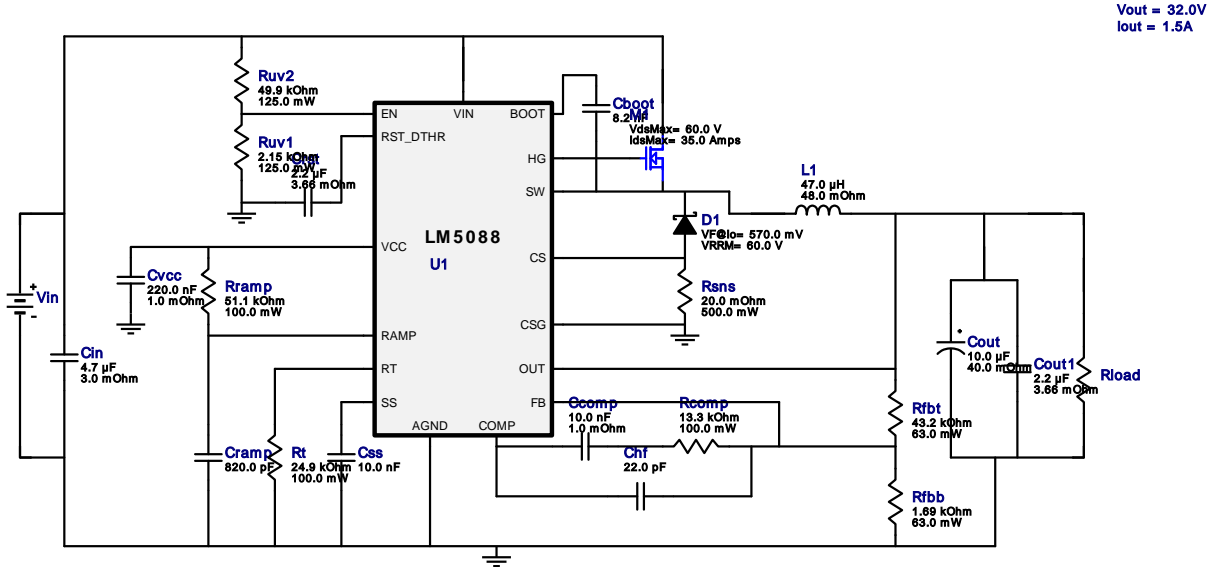 Vout = 32.0V
Iout = 1.5A
Ruv2
49.9 kOhm
125.0 mW
Ruv1
2.15 kOhm
125.0 mW
2.2 µF
3.66 mOhm
EN
VIN
BOOT
RST_DTHR
HG
SW
VCC
LM5088
U1
CS
CSG
RAMP
RT
OUT
SS
FB
AGND
COMP
Cboot
8.2
M1
VdsMax= 60.0 V
IdsMax= 35.0 Amps
L1
47.0 µH
48.0 mOhm
D1
VF@Io= 570.0 mV
VRRM= 60.0 V
Rsns
20.0 mOhm
500.0 mW
Cvcc
220.0 nF
1.0 mOhm
Rramp
51.1 kOhm
100.0 mW
+
Vin
-
Cin
4.7 µF
3.0 mOhm
Cout
10.0 µF
40.0 mOhm
Cout1
2.2 µF
3.66 mOhm
Rload
Ccomp
10.0 nF
1.0 mOhm
Rcomp
13.3 kOhm
100.0 mW
Rfbt
43.2 kOhm
63.0 mW
Cramp
820.0 pF
Rt
24.9 kOhm
100.0 mW
Css
10.0 nF
Chf
22.0 pF
Rfbb
1.69 kOhm
63.0 mW